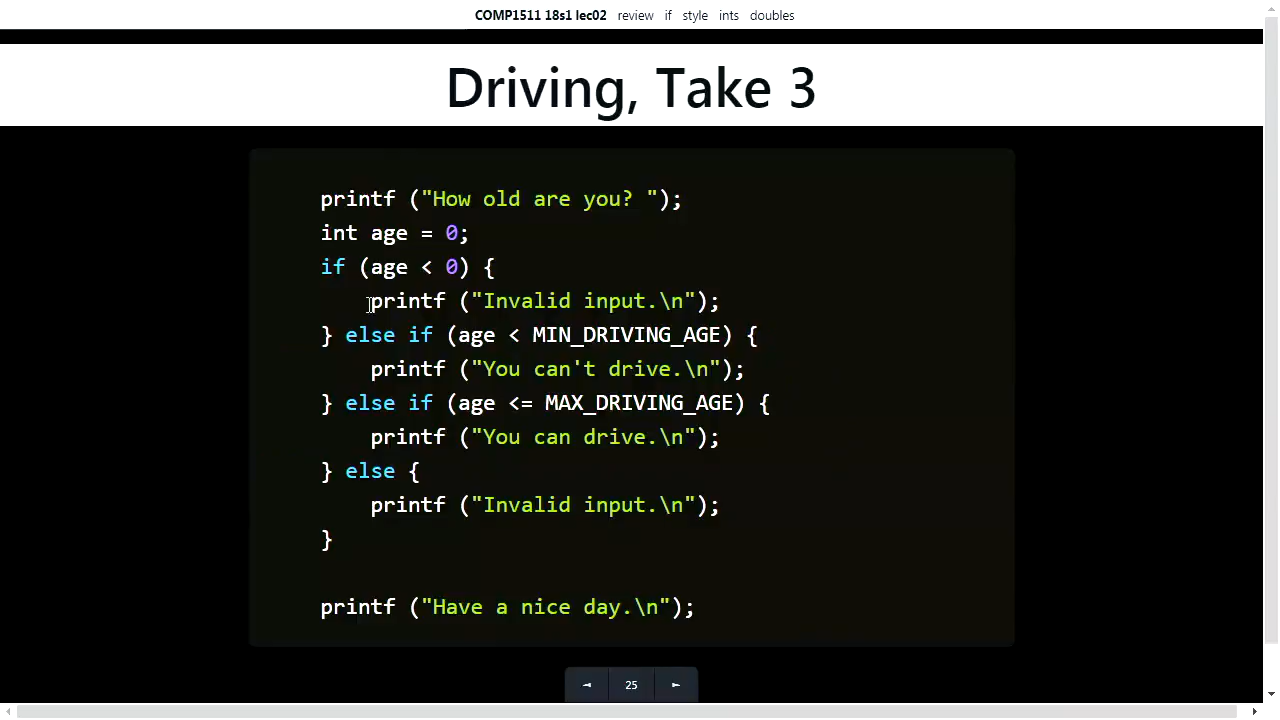 COMP1511 18s1 lec02 review if style ints doubles
Driving, Take 3
printf ("How old are you? ");
int age = 0;
if (age < 0) {
    printf ("Invalid input.\n");
} else if (age < MIN_DRIVING_AGE) {
    printf ("You can't drive.\n");
} else if (age <= MAX_DRIVING_AGE) {
    printf ("You can drive.\n");
} else {
    printf ("Invalid input.\n");
}
printf ("Have a nice day.\n");
25